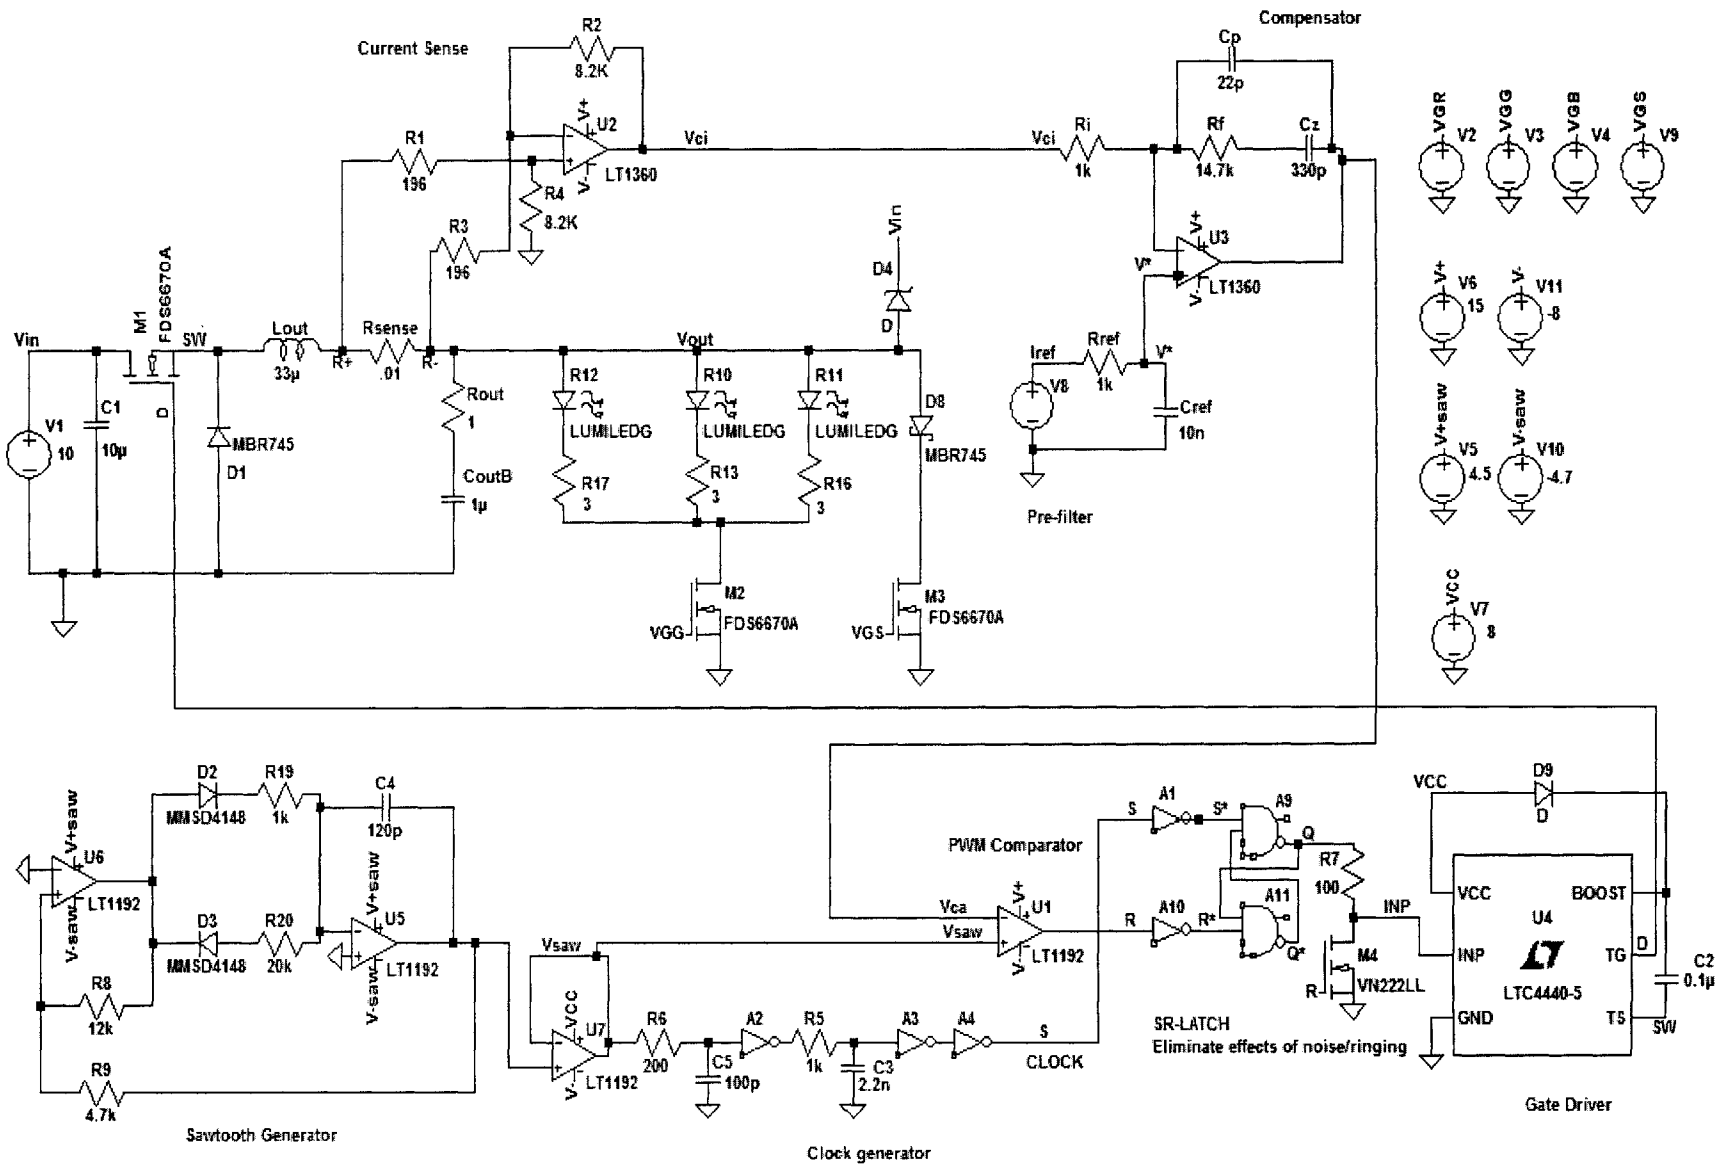 Compensator
Current Sense
R2
8.2K
V+
U2
V-
LT1360
R1
196
R4
8.2K
R3
196
Vci
Vci
Ri
1k
Cp
22p
Rf
14.7k
Cz
330p
V+
U3
V*
V-
LT1360
VGR
V2
VGG
V3
VGB
V4
VGS
V9
V+
V6
15
V-
V11
-8
V+saw
V5
4.5
V-saw
V10
-4.7
VCC
V7
8
Vin
M1
FDS6670A
SW
D
V1
10
C1
10µ
MBR745
D1
Lout
33µ
R+
Rsense
.01
R-
Rout
1
CoutB
1µ
Vout
R12
LUMILEDG
R10
LUMILEDG
R11
LUMILEDG
R17
3
R13
3
R16
3
Vin
D4
D
D8
MBR745
VGG
M2
FDS6670A
VGS
M3
FDS6670A
Iref
Rref
1k
V*
V8
Cref
10n
Pre-filter
D2
MMSD4148
R19
1k
C4
120p
V+saw
U6
LT1192
V-saw
D3
MMSD4148
R20
20k
V+saw
U5
LT1192
V-saw
R8
12k
R9
4.7k
Sawtooth Generator
Vsaw
VCC
U7
V-
LT1192
R6
200
C5
100p
A2
R5
1k
C3
2.2n
A3
A4
S
CLOCK
Clock generator
PWM Comparator
Vca
Vsaw
V+
U1
V-
LT1192
S
A1
S*
A9
Q
R
A10
R*
A11
Q*
R7
100
INP
M4
VN222LL
R
SR-LATCH
Eliminate effects of noise/ringing
VCC
D9
D
VCC
BOOST
U4
INP
TG
D
LTC4440-5
GND
TS
SW
C2
0.1µ
Gate Driver